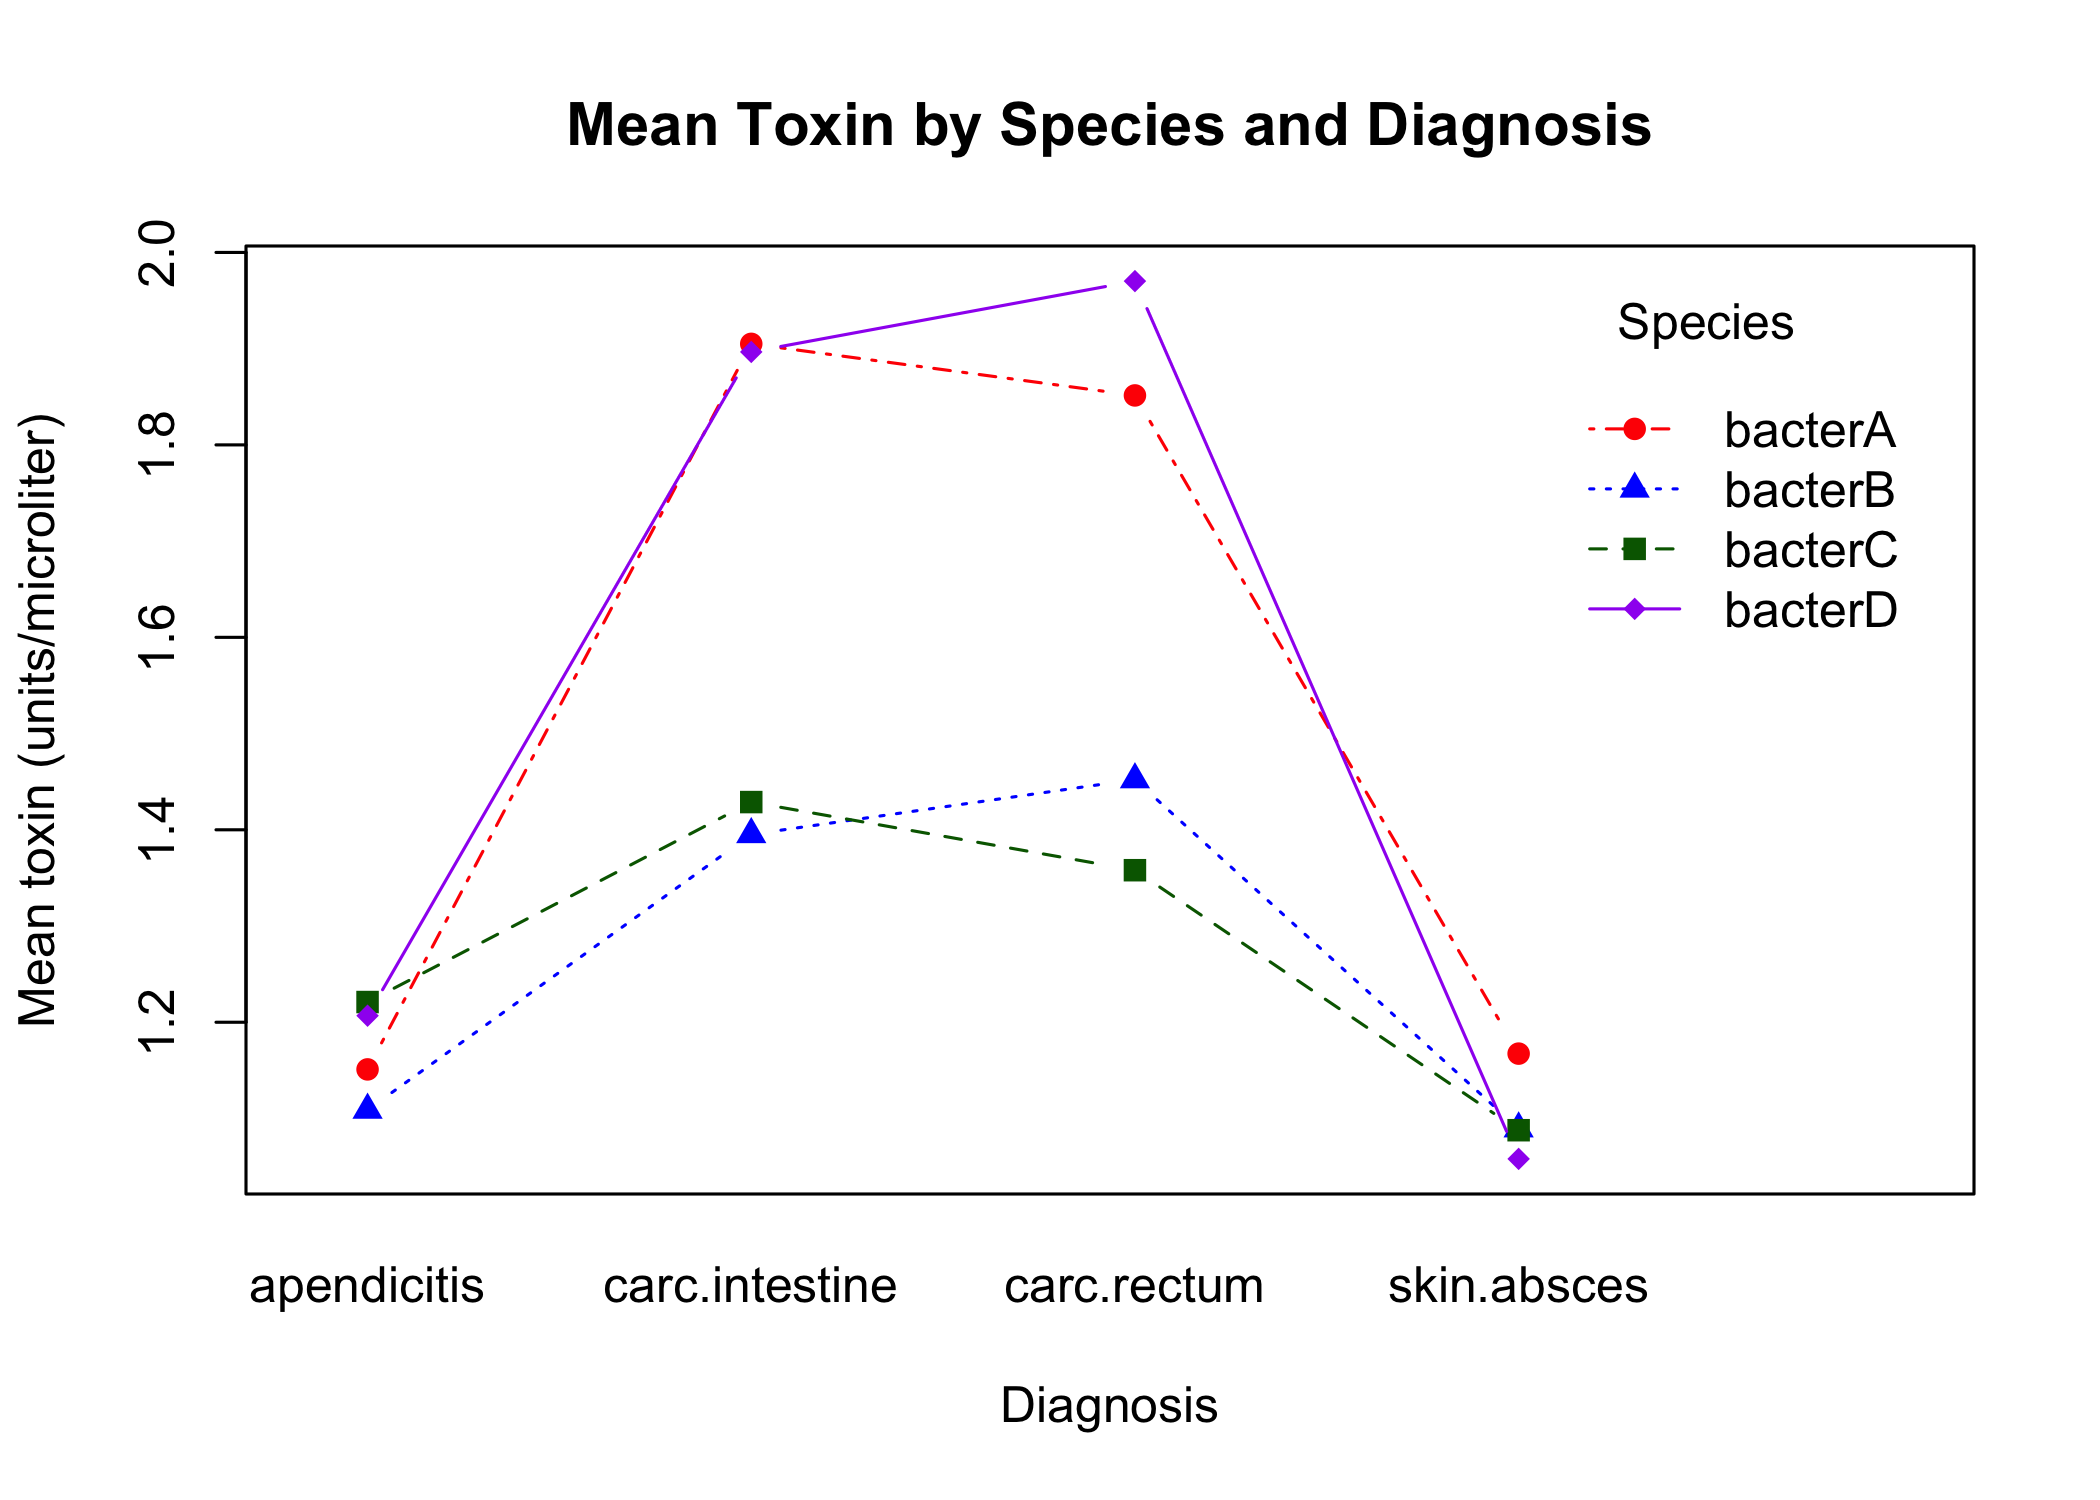 Mean Toxin by Species and Diagnosis
Mean toxin (units/microliter)
2.0
1.8
1.6
1.4
1.2
Species
bacterA
bacterB
bacterC
bacterD
apendicitis
carc.intestine
carc.rectum
skin.absces
Diagnosis